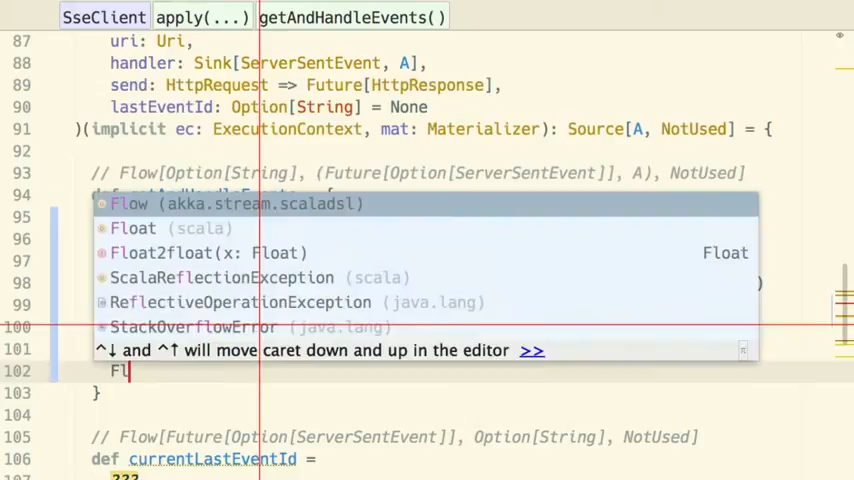 SseClient apply(...) getAndHandleEvents()
87 uri: Uri,
88 handler: Sink[ServerSentEvent, A],
89 send: HttpRequest => Future[HttpResponse],
90 lastEventId: Option[String] = None
91 )(implicit ec: ExecutionContext, mat: Materializer): Source[A, NotUsed] = {
92
93 // Flow[Option[String], (Future[Option[ServerSentEvent]], A), NotUsed]
94 def getAndHandleEvents = {
95 Flow (akka.stream.scaladsl)
96 Float (scala)
97 Float2float(x: Float) Float
98 ScalaReflectionException (scala) )
99 ReflectiveOperationException (java.lang)
100 StackOverflowError (java.lang)
101 ^↓ and ^↑ will move caret down and up in the editor >>
102 Fl
103 }
104
105 // Flow[Future[Option[ServerSentEvent]], Option[String], NotUsed]
106 def currentLastEventId =
107 ???